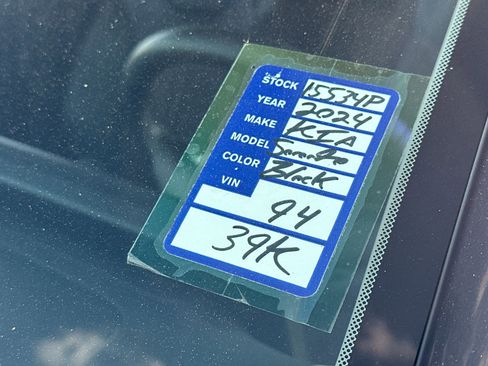 STOCK 15534P
YEAR 2024
MAKE KIA
MODEL Sorento
COLOR Black
VIN
94
39K